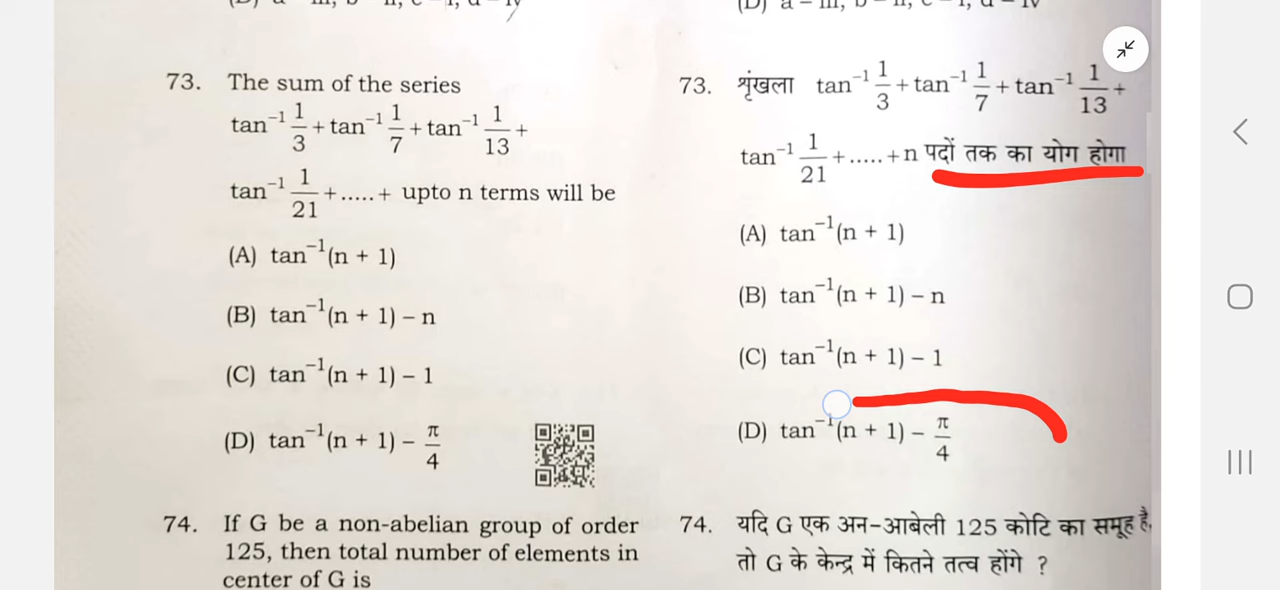 73. The sum of the series
tan⁻¹ 1/3 + tan⁻¹ 1/7 + tan⁻¹ 1/13 +
tan⁻¹ 1/21 + ..... + upto n terms will be
(A) tan⁻¹(n + 1)
(B) tan⁻¹(n + 1) – n
(C) tan⁻¹(n + 1) – 1
(D) tan⁻¹(n + 1) – π/4
74. If G be a non-abelian group of order
125, then total number of elements in
center of G is
(D) a – III, b – II, c – I, d – IV
73. श्रृंखला tan⁻¹ 1/3 + tan⁻¹ 1/7 + tan⁻¹ 1/13 +
tan⁻¹ 1/21 + ..... + n पदों तक का योग होगा
(A) tan⁻¹(n + 1)
(B) tan⁻¹(n + 1) – n
(C) tan⁻¹(n + 1) – 1
(D) tan⁻¹(n + 1) – π/4
74. यदि G एक अन-आबेली 125 कोटि का समूह है,
तो G के केन्द्र में कितने तत्व होंगे ?